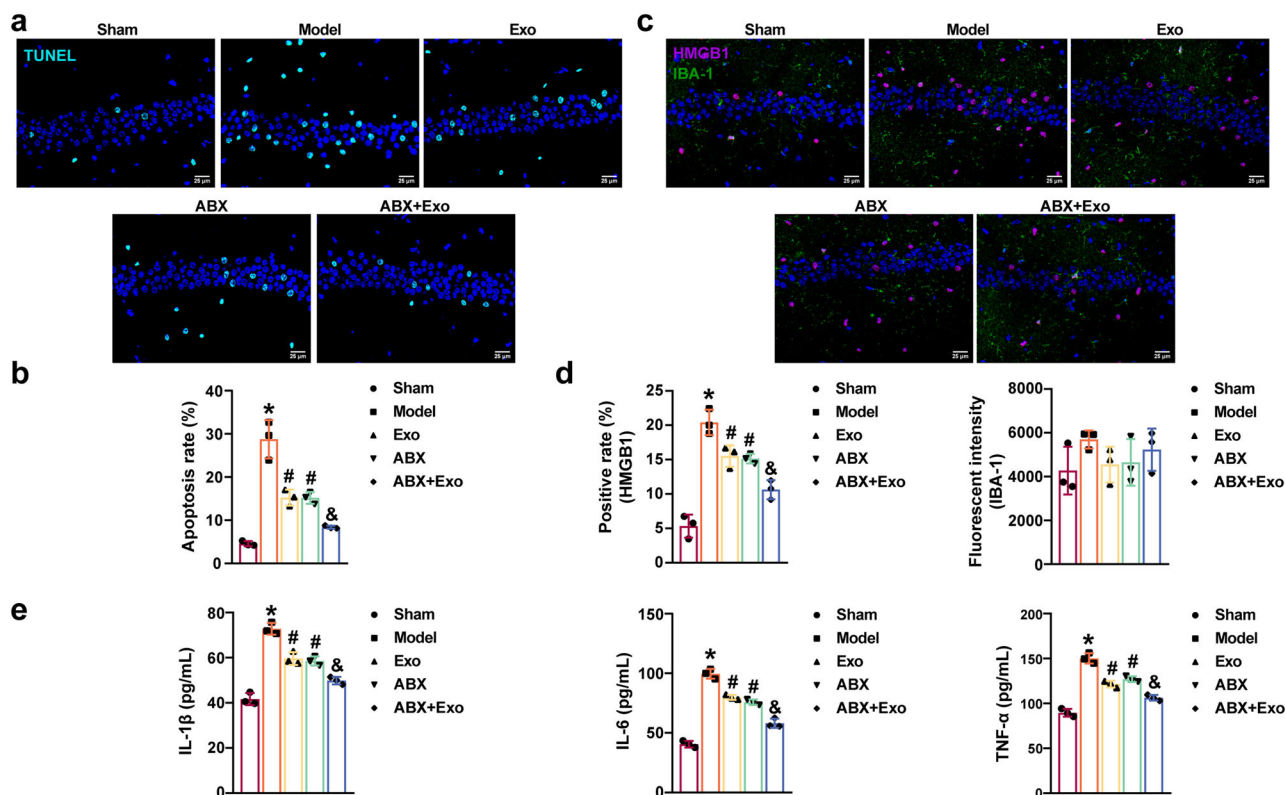 a
Sham
Model
Exo
TUNEL
25 μm
25 μm
25 μm
ABX
ABX+Exo
25 μm
25 μm
c
Sham
Model
Exo
HMGB1
IBA-1
25 μm
25 μm
25 μm
ABX
ABX+Exo
25 μm
25 μm
b
Apoptosis rate (%)
40
30
20
10
0
*
#
#
&
Sham
Model
Exo
ABX
ABX+Exo
d
Positive rate (%)
(HMGB1)
25
20
15
10
5
0
*
#
#
&
Sham
Model
Exo
ABX
ABX+Exo
Fluorescent intensity
(IBA-1)
8000
6000
4000
2000
0
Sham
Model
Exo
ABX
ABX+Exo
e
IL-1β (pg/mL)
80
60
40
20
0
*
#
#
&
Sham
Model
Exo
ABX
ABX+Exo
IL-6 (pg/mL)
150
100
50
0
*
#
#
&
Sham
Model
Exo
ABX
ABX+Exo
TNF-α (pg/mL)
200
150
100
50
0
*
#
#
&
Sham
Model
Exo
ABX
ABX+Exo